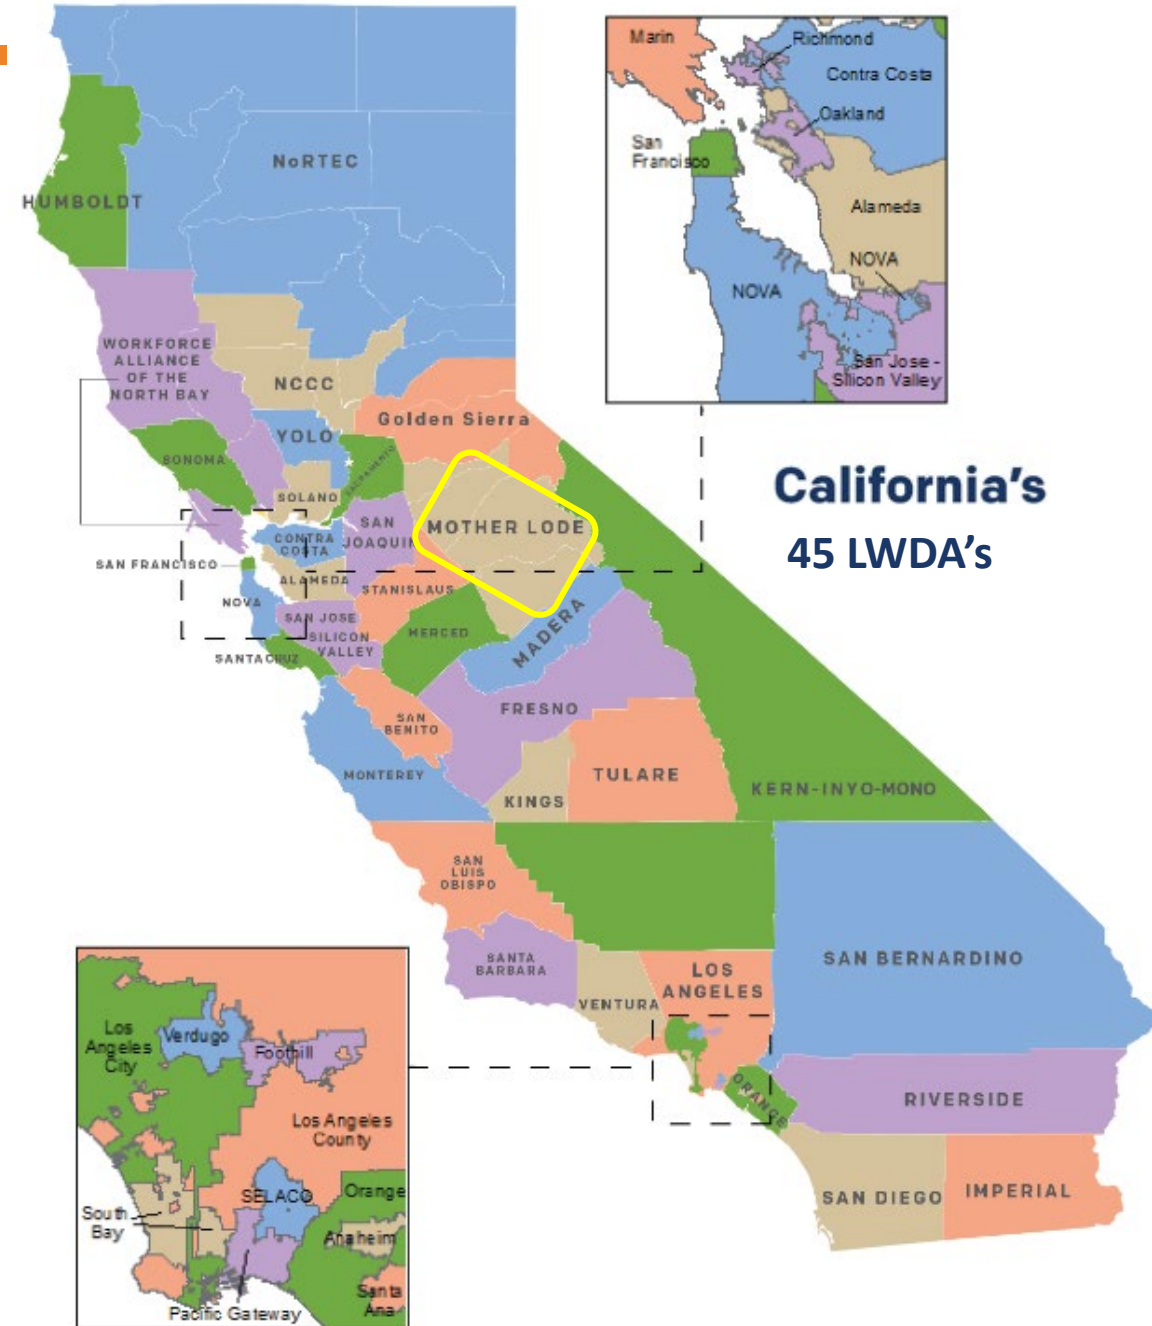 Marin
Richmond
Contra Costa
Oakland
San
Francisco
Alameda
NOVA
NOVA
San Jose -
Silicon Valley
California's
45 LWDA's
NoRTEC
HUMBOLDT
WORKFORCE
ALLIANCE
OF THE
NORTH BAY
NCCC
Golden Sierra
YOLO
SONOMA
SACRAMENTO
SOLANO
MOTHER LODE
SAN
JOAQUIN
CONTRA
COSTA
SAN FRANCISCO
ALAMEDA
STANISLAUS
NOVA
SAN JOSE
SILICON
VALLEY
MERCED
MADERA
SANTACRUZ
FRESNO
SAN
BENITO
MONTEREY
TULARE
KINGS
KERN-INYO-MONO
SAN
LUIS
OBISPO
SANTA
BARBARA
VENTURA
LOS
ANGELES
SAN BERNARDINO
ORANGE
RIVERSIDE
SAN DIEGO
IMPERIAL
Los
Angeles
City
Verdugo
Foothill
Los Angeles
County
SELACO
Orange
South
Bay
Anaheim
Santa
Ana
Pacific Gateway